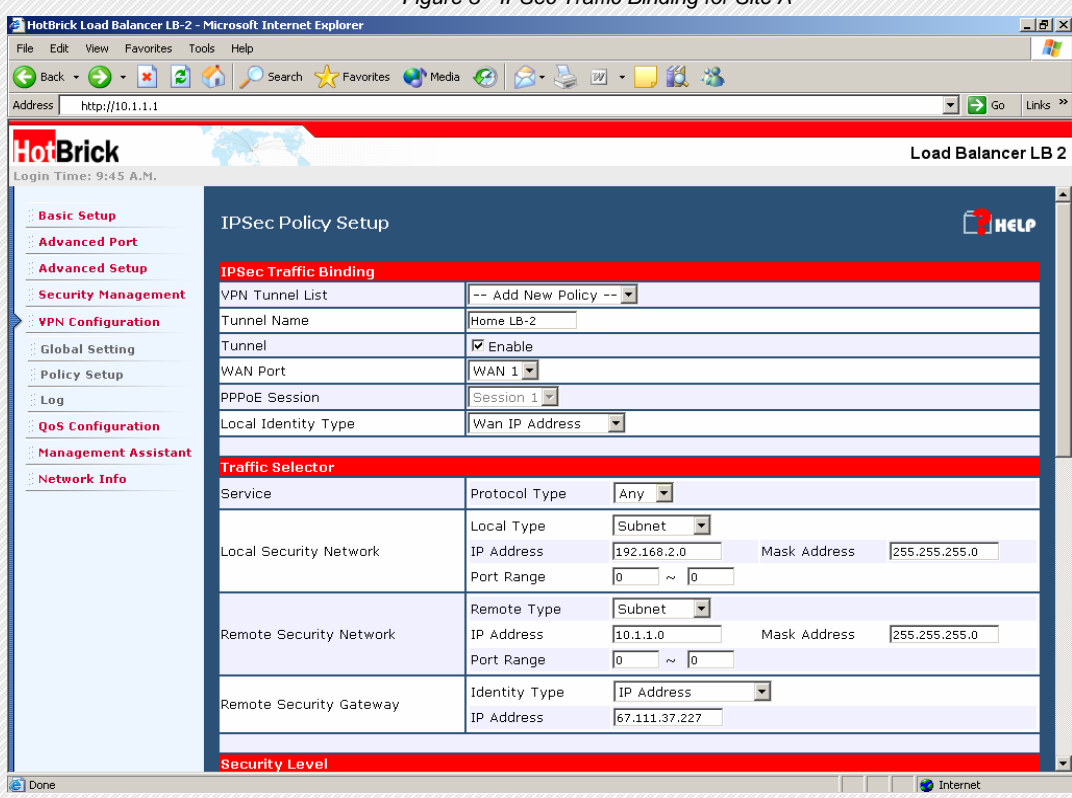 Figure 3 - IPSec Traffic Binding for Site A
HotBrick Load Balancer LB-2 - Microsoft Internet Explorer
File Edit View Favorites Tools Help
Back Search Favorites Media
Address http://10.1.1.1 Go Links »
HotBrick
Load Balancer LB 2
Login Time: 9:45 A.M.
Basic Setup
Advanced Port
Advanced Setup
Security Management
VPN Configuration
Global Setting
Policy Setup
Log
QoS Configuration
Management Assistant
Network Info
IPSec Policy Setup
HELP
IPSec Traffic Binding
VPN Tunnel List -- Add New Policy --
Tunnel Name Home LB-2
Tunnel Enable
WAN Port WAN 1
PPPoE Session Session 1
Local Identity Type Wan IP Address
Traffic Selector
Service Protocol Type Any
Local Security Network
Local Type Subnet
IP Address 192.168.2.0 Mask Address 255.255.255.0
Port Range 0 ~ 0
Remote Security Network
Remote Type Subnet
IP Address 10.1.1.0 Mask Address 255.255.255.0
Port Range 0 ~ 0
Remote Security Gateway
Identity Type IP Address
IP Address 67.111.37.227
Security Level
Done Internet